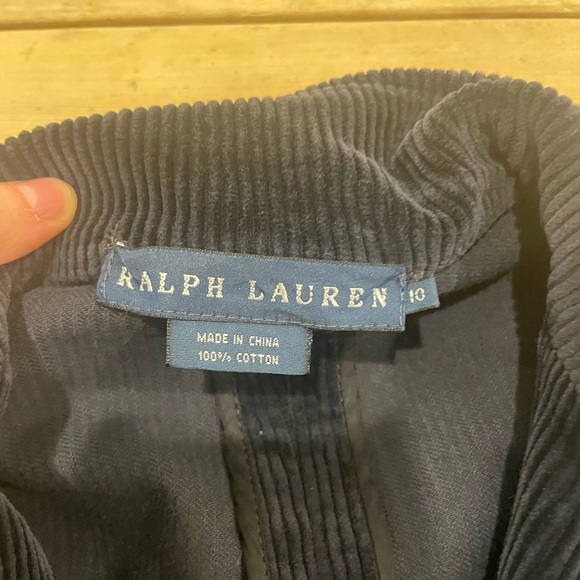 RALPH LAUREN 10
MADE IN CHINA
100% COTTON